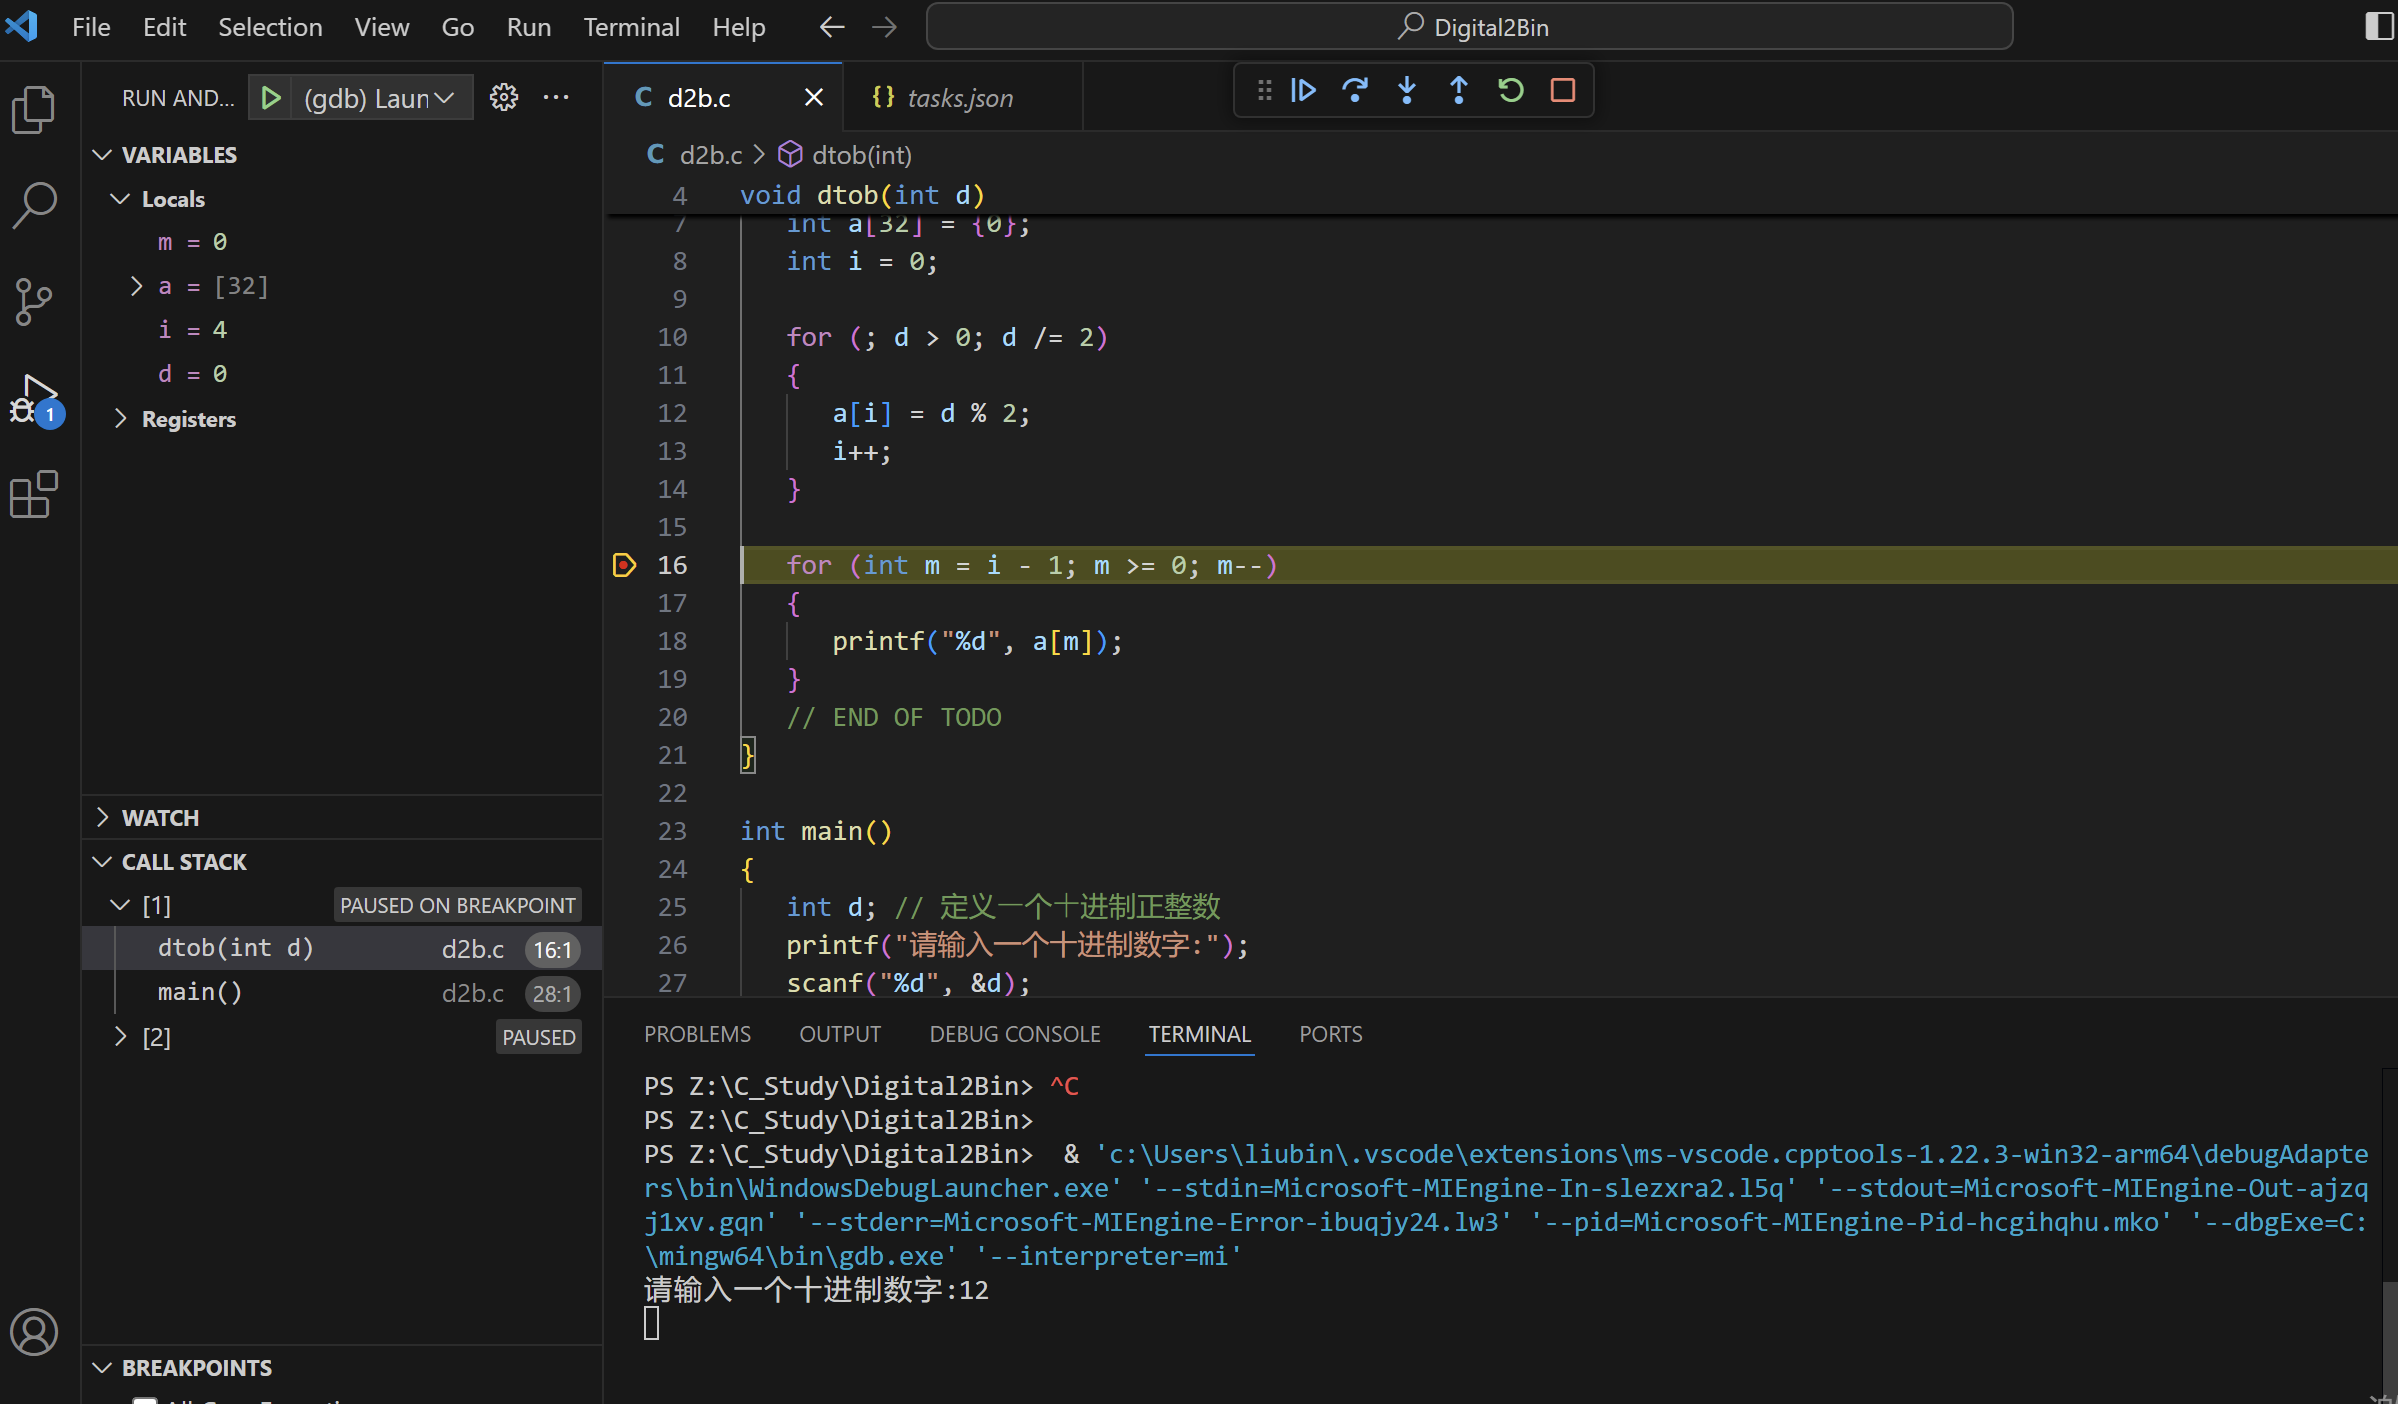 File Edit Selection View Go Run Terminal Help
Digital2Bin
RUN AND...
(gdb) Laun
VARIABLES
Locals
m = 0
a = [32]
i = 4
d = 0
Registers
1
WATCH
CALL STACK
[1] PAUSED ON BREAKPOINT
dtob(int d) d2b.c 16:1
main() d2b.c 28:1
[2] PAUSED
BREAKPOINTS
C d2b.c
{} tasks.json
C d2b.c > dtob(int)
4 void dtob(int d)
7 int a[32] = {0};
8 int i = 0;
9
10 for (; d > 0; d /= 2)
11 {
12 a[i] = d % 2;
13 i++;
14 }
15
16 for (int m = i - 1; m >= 0; m--)
17 {
18 printf("%d", a[m]);
19 }
20 // END OF TODO
21 }
22
23 int main()
24 {
25 int d; // 定义一个十进制正整数
26 printf("请输入一个十进制数字:");
27 scanf("%d", &d);
PROBLEMS OUTPUT DEBUG CONSOLE TERMINAL PORTS
PS Z:\C_Study\Digital2Bin> ^C
PS Z:\C_Study\Digital2Bin>
PS Z:\C_Study\Digital2Bin>  & 'c:\Users\liubin\.vscode\extensions\ms-vscode.cpptools-1.22.3-win32-arm64\debugAdapte
rs\bin\WindowsDebugLauncher.exe' '--stdin=Microsoft-MIEngine-In-slezxra2.l5q' '--stdout=Microsoft-MIEngine-Out-ajzq
j1xv.gqn' '--stderr=Microsoft-MIEngine-Error-ibuqjy24.lw3' '--pid=Microsoft-MIEngine-Pid-hcgihqhu.mko' '--dbgExe=C:
\mingw64\bin\gdb.exe' '--interpreter=mi'
请输入一个十进制数字:12